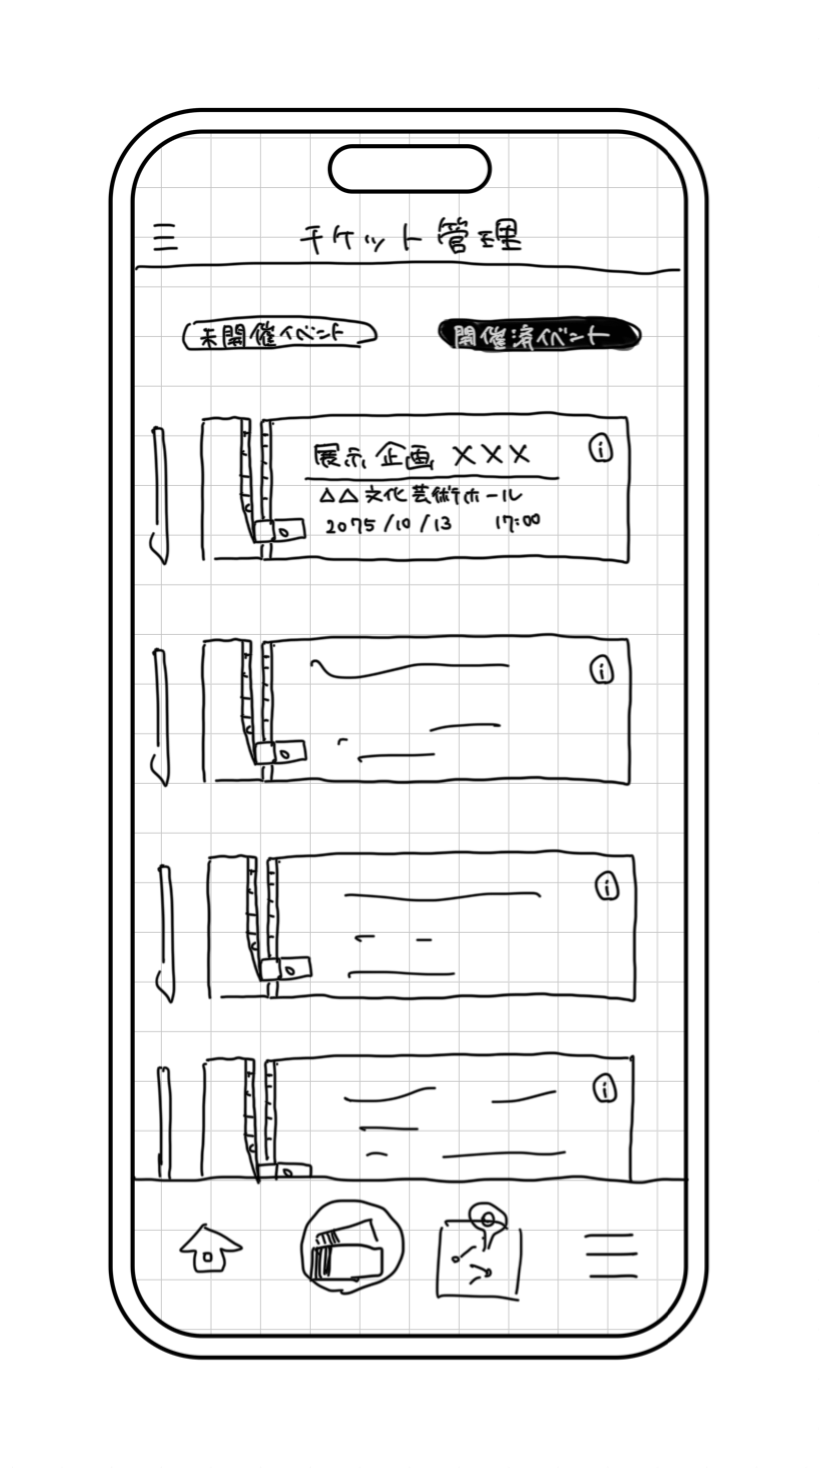 チケット管理
未開催イベント
開催済イベント
展示企画 ×××
i
△△文化芸術ホール
2075/10/13 17:00
i
i
i